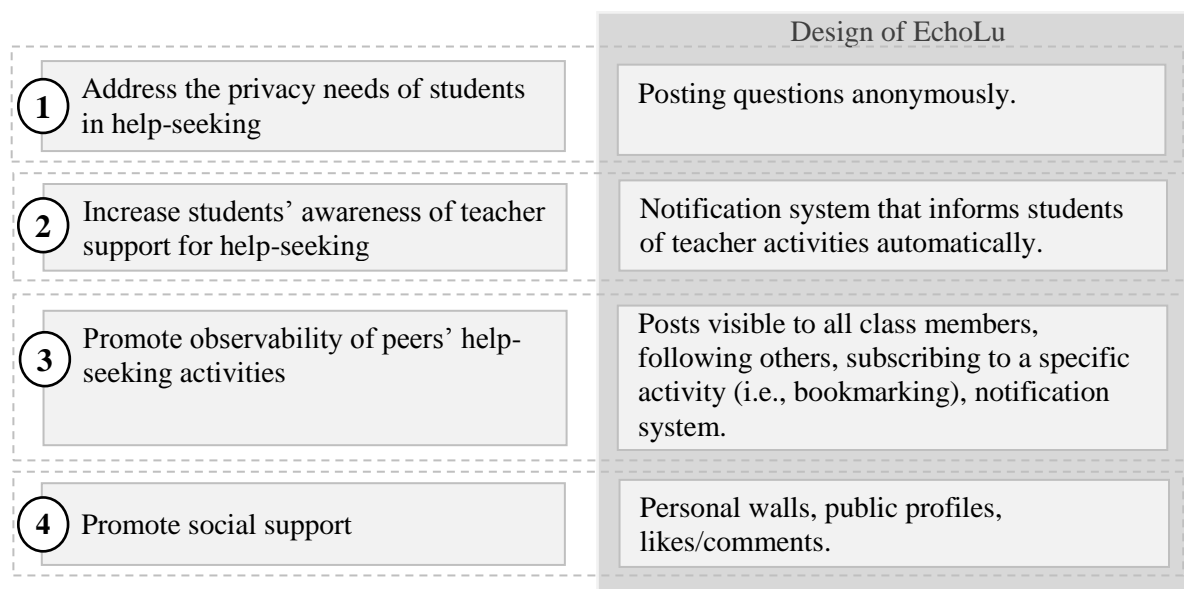 Design of EchoLu
1
Address the privacy needs of students
in help-seeking
Posting questions anonymously.
2
Increase students’ awareness of teacher
support for help-seeking
Notification system that informs students
of teacher activities automatically.
3
Promote observability of peers’ help-
seeking activities
Posts visible to all class members,
following others, subscribing to a specific
activity (i.e., bookmarking), notification
system.
4
Promote social support
Personal walls, public profiles,
likes/comments.